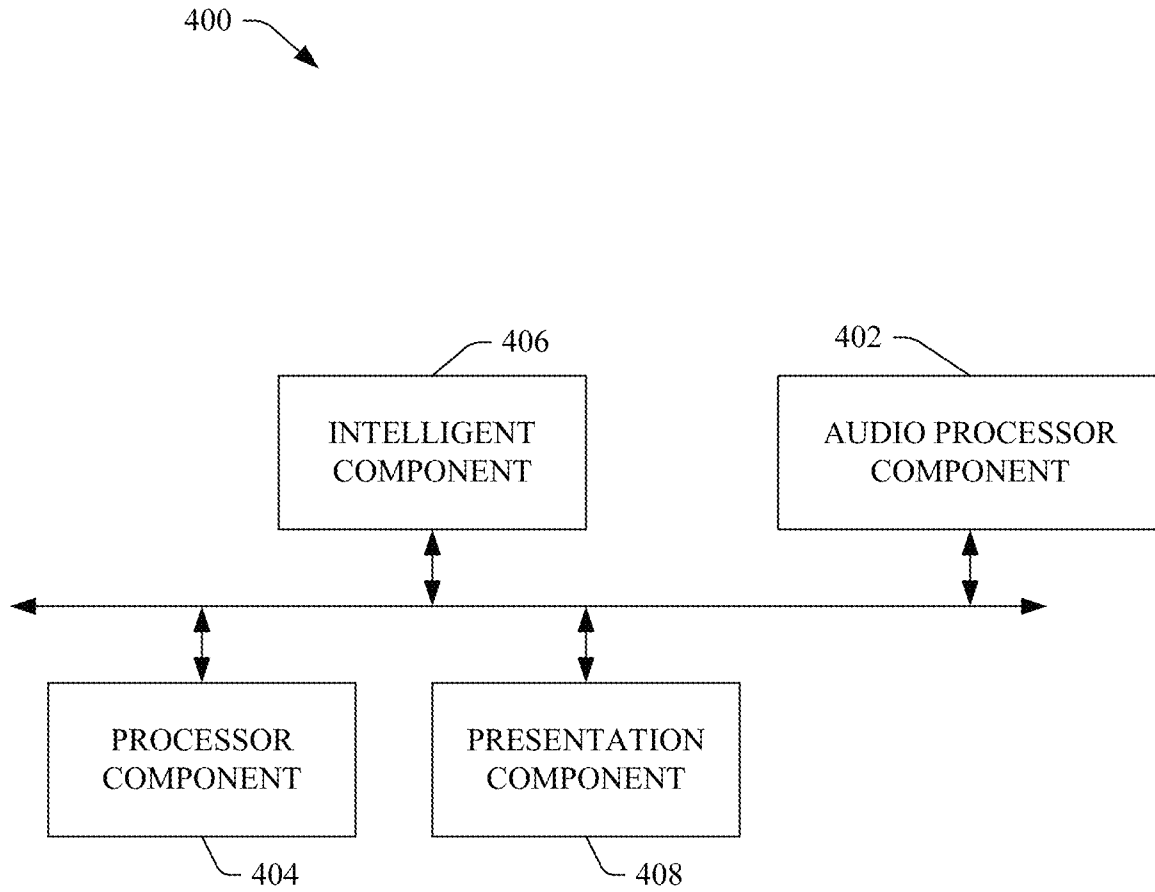 400
406
402
INTELLIGENT
COMPONENT
AUDIO PROCESSOR
COMPONENT
PROCESSOR
COMPONENT
PRESENTATION
COMPONENT
404
408